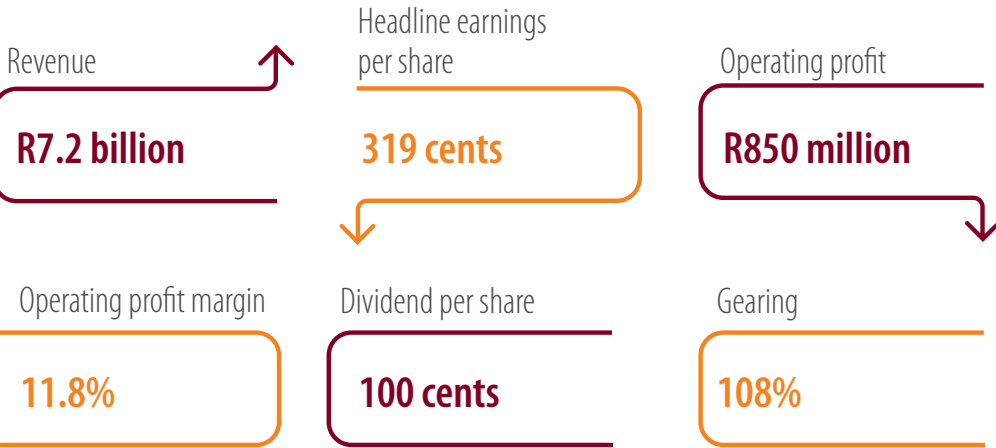 Revenue
R7.2 billion
Headline earnings
per share
319 cents
Operating profit
R850 million
Operating profit margin
11.8%
Dividend per share
100 cents
Gearing
108%